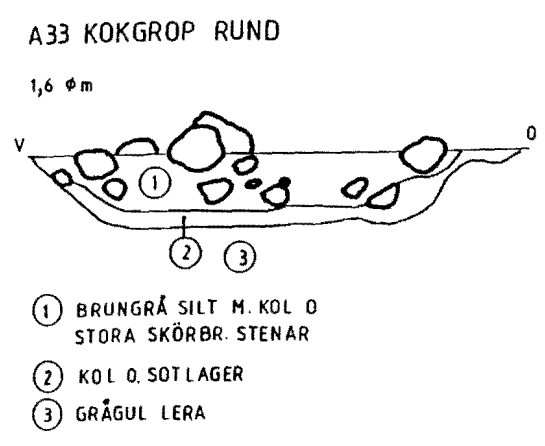 A33 KOKGROP RUND
1,6 Ø m
V O
1
2 3
1 BRUNGRÅ SILT M. KOL O
STORA SKÖRBR. STENAR
2 KOL O. SOTLAGER
3 GRÅGUL LERA